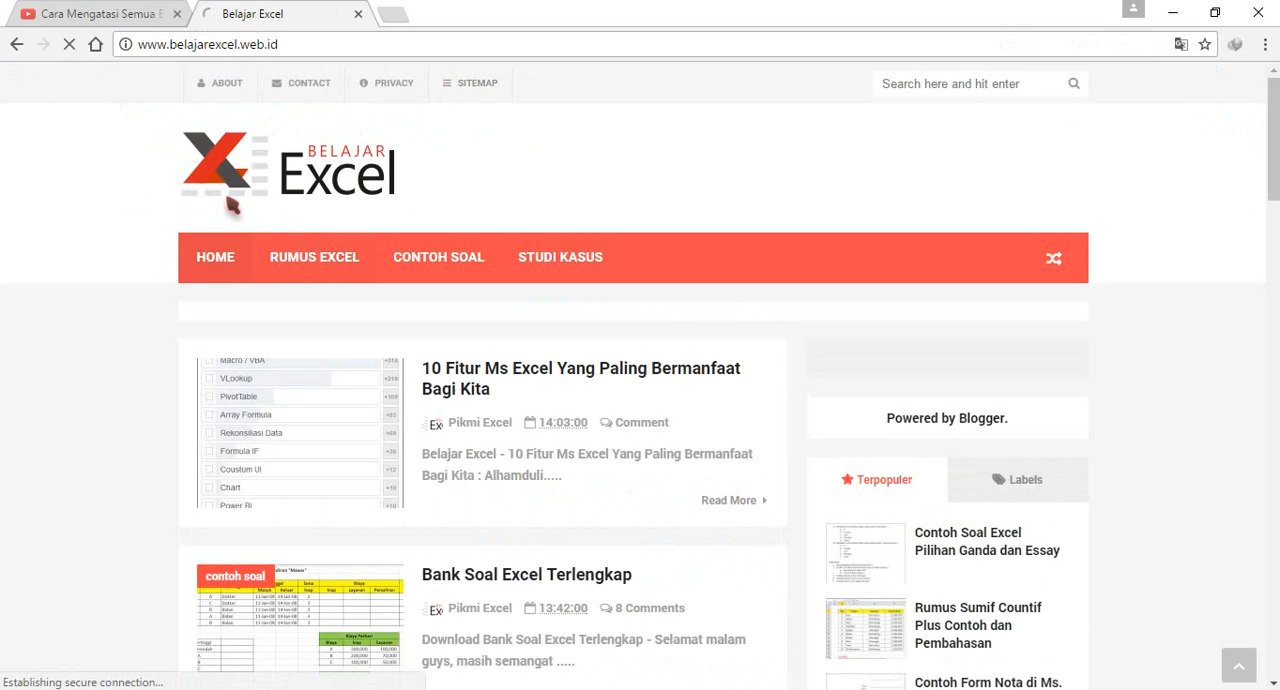 Cara Mengatasi Semua E
Belajar Excel
www.belajarexcel.web.id
ABOUT
CONTACT
PRIVACY
SITEMAP
Search here and hit enter
BELAJAR
Excel
HOME
RUMUS EXCEL
CONTOH SOAL
STUDI KASUS
Macro / VBA
VLookup
PivotTable
Array Formula
Rekonsiliasi Data
Formula IF
Coustum UI
Chart
Power BI
10 Fitur Ms Excel Yang Paling Bermanfaat
Bagi Kita
Ex Pikmi Excel 14:03:00 Comment
Belajar Excel - 10 Fitur Ms Excel Yang Paling Bermanfaat
Bagi Kita : Alhamduli.....
Read More
contoh soal
Bank Soal Excel Terlengkap
Ex Pikmi Excel 13:42:00 8 Comments
Download Bank Soal Excel Terlengkap - Selamat malam
guys, masih semangat .....
Powered by Blogger.
Terpopuler
Labels
Contoh Soal Excel
Pilihan Ganda dan Essay
Rumus Sumif Countif
Plus Contoh dan
Pembahasan
Contoh Form Nota di Ms.
Establishing secure connection...